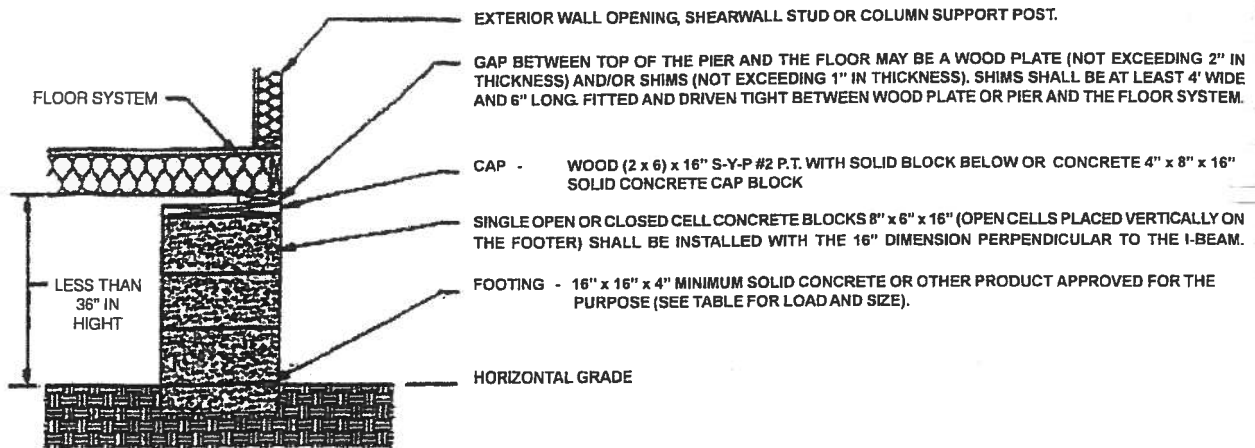 EXTERIOR WALL OPENING, SHEARWALL STUD OR COLUMN SUPPORT POST.
GAP BETWEEN TOP OF THE PIER AND THE FLOOR MAY BE A WOOD PLATE (NOT EXCEEDING 2" IN
THICKNESS) AND/OR SHIMS (NOT EXCEEDING 1" IN THICKNESS). SHIMS SHALL BE AT LEAST 4' WIDE
AND 6" LONG. FITTED AND DRIVEN TIGHT BETWEEN WOOD PLATE OR PIER AND THE FLOOR SYSTEM.
FLOOR SYSTEM
CAP - WOOD (2 x 6) x 16" S-Y-P #2 P.T. WITH SOLID BLOCK BELOW OR CONCRETE 4" x 8" x 16"
SOLID CONCRETE CAP BLOCK
SINGLE OPEN OR CLOSED CELL CONCRETE BLOCKS 8" x 6" x 16" (OPEN CELLS PLACED VERTICALLY ON
THE FOOTER) SHALL BE INSTALLED WITH THE 16" DIMENSION PERPENDICULAR TO THE I-BEAM.
LESS THAN
36" IN
HIGHT
FOOTING - 16" x 16" x 4" MINIMUM SOLID CONCRETE OR OTHER PRODUCT APPROVED FOR THE
PURPOSE (SEE TABLE FOR LOAD AND SIZE).
HORIZONTAL GRADE